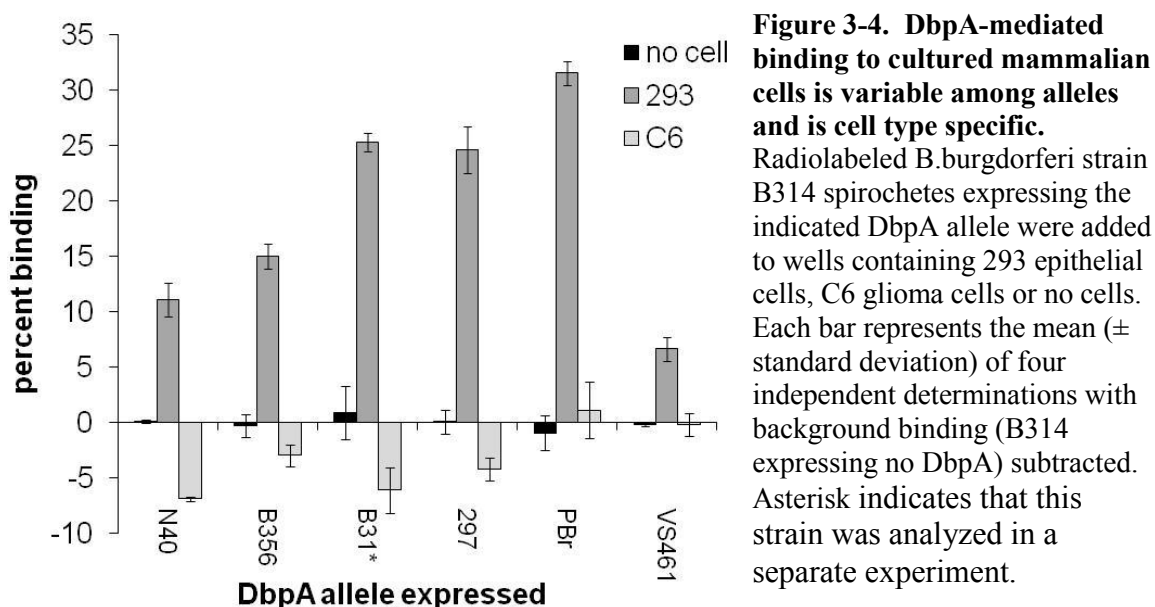 35
30
25
20
15
10
5
0
-5
-10
percent binding
no cell
293
C6
N40
B356
B31*
297
PBr
VS461
DbpA allele expressed
Figure 3-4. DbpA-mediated
binding to cultured mammalian
cells is variable among alleles
and is cell type specific.
Radiolabeled B.burgdorferi strain
B314 spirochetes expressing the
indicated DbpA allele were added
to wells containing 293 epithelial
cells, C6 glioma cells or no cells.
Each bar represents the mean (±
standard deviation) of four
independent determinations with
background binding (B314
expressing no DbpA) subtracted.
Asterisk indicates that this
strain was analyzed in a
separate experiment.